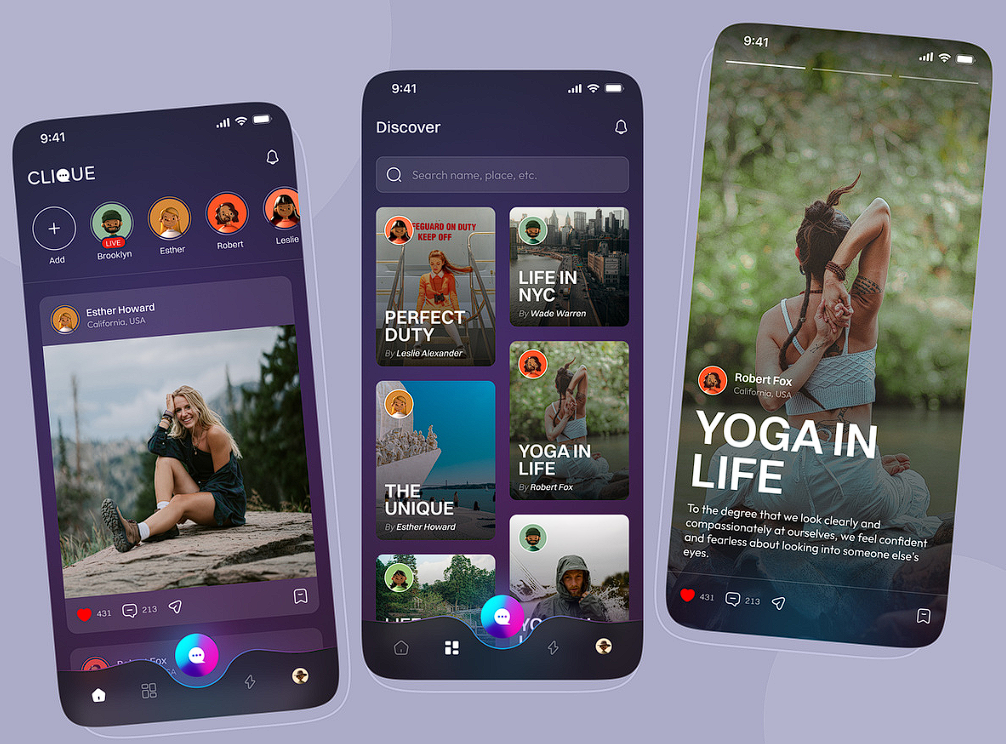 9:41
CLIQUE
Add
LIVE
Brooklyn
Esther
Robert
Leslie
Esther Howard
California, USA
431
213
9:41
Discover
Search name, place, etc.
EGUARD ON DUTY
KEEP OFF
PERFECT
DUTY
By Leslie Alexander
LIFE IN
NYC
By Wade Warren
THE
UNIQUE
By Esther Howard
YOGA IN
LIFE
By Robert Fox
9:41
Robert Fox
California, USA
YOGA IN
LIFE
To the degree that we look clearly and
compassionately at ourselves, we feel confident
and fearless about looking into someone else's
eyes.
431
213